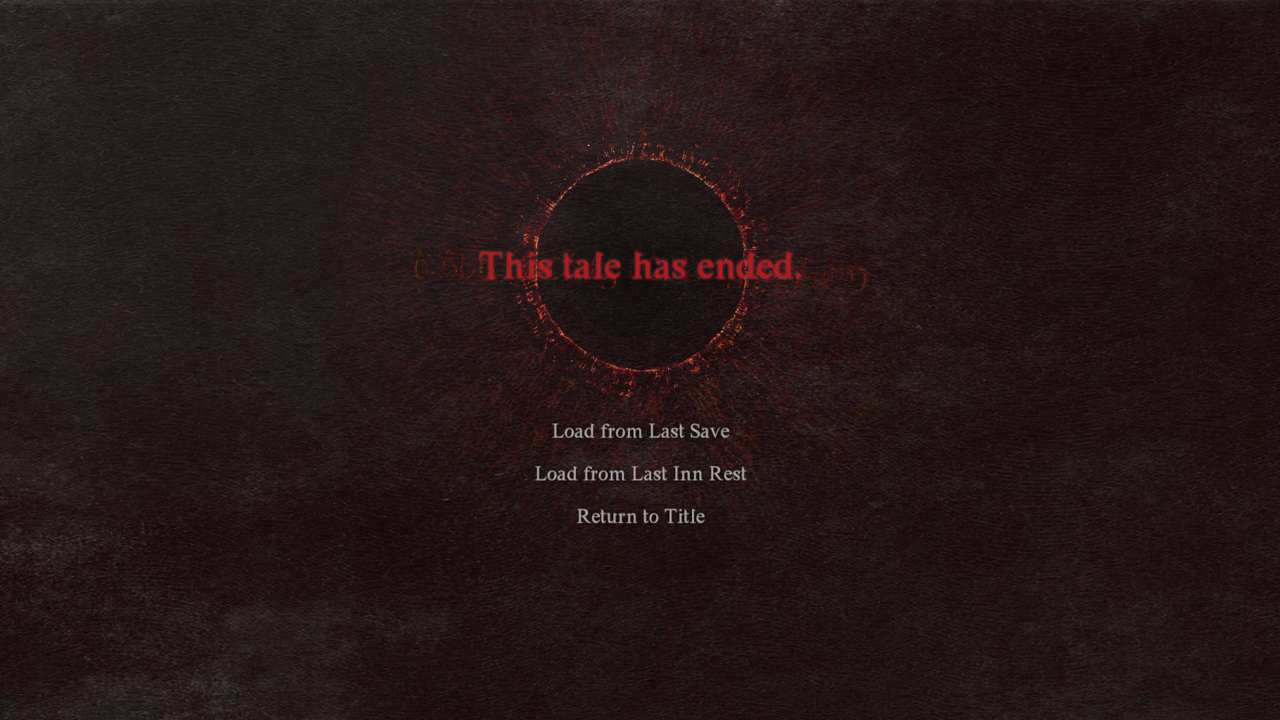 This tale has ended.
Load from Last Save
Load from Last Inn Rest
Return to Title